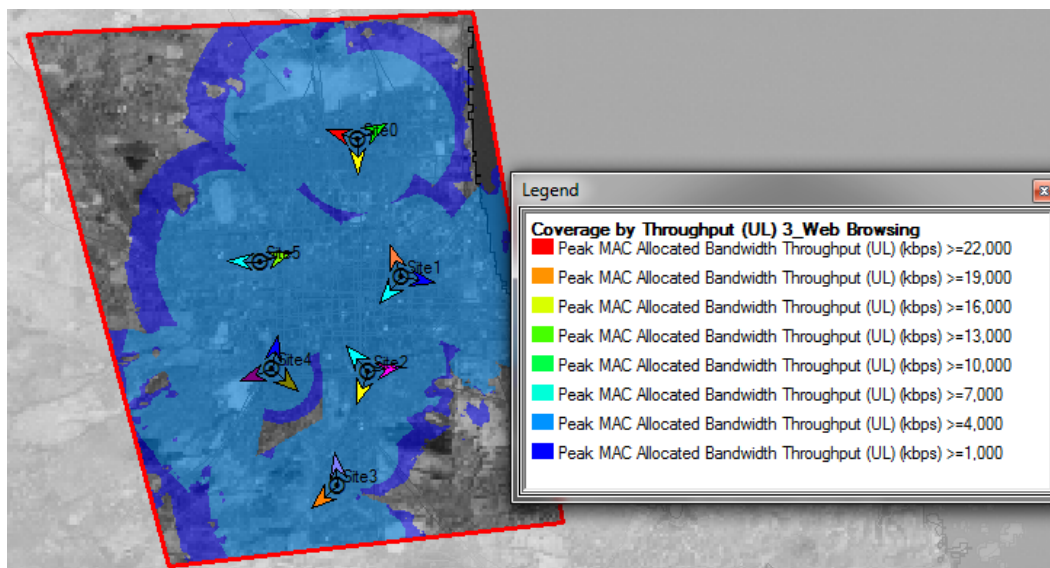 Site0
Site5
Site1
Site4
Site2
Site3
Legend
x
Coverage by Throughput (UL) 3_Web Browsing
Peak MAC Allocated Bandwidth Throughput (UL) (kbps) >=22,000
Peak MAC Allocated Bandwidth Throughput (UL) (kbps) >=19,000
Peak MAC Allocated Bandwidth Throughput (UL) (kbps) >=16,000
Peak MAC Allocated Bandwidth Throughput (UL) (kbps) >=13,000
Peak MAC Allocated Bandwidth Throughput (UL) (kbps) >=10,000
Peak MAC Allocated Bandwidth Throughput (UL) (kbps) >=7,000
Peak MAC Allocated Bandwidth Throughput (UL) (kbps) >=4,000
Peak MAC Allocated Bandwidth Throughput (UL) (kbps) >=1,000